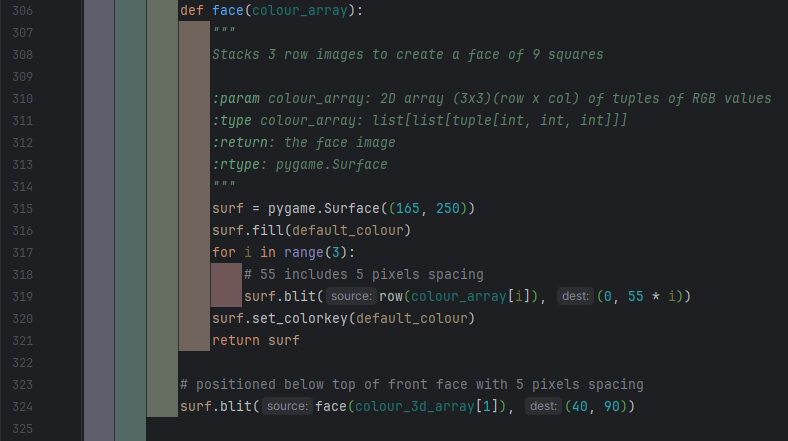 306 def face(colour_array):
307 """
308 Stacks 3 row images to create a face of 9 squares
309
310 :param colour_array: 2D array (3x3)(row x col) of tuples of RGB values
311 :type colour_array: list[list[tuple[int, int, int]]]
312 :return: the face image
313 :rtype: pygame.Surface
314 """
315 surf = pygame.Surface((165, 250))
316 surf.fill(default_colour)
317 for i in range(3):
318 # 55 includes 5 pixels spacing
319 surf.blit(source: row(colour_array[i]), dest: (0, 55 * i))
320 surf.set_colorkey(default_colour)
321 return surf
322
323 # positioned below top of front face with 5 pixels spacing
324 surf.blit(source: face(colour_3d_array[1]), dest: (40, 90))
325